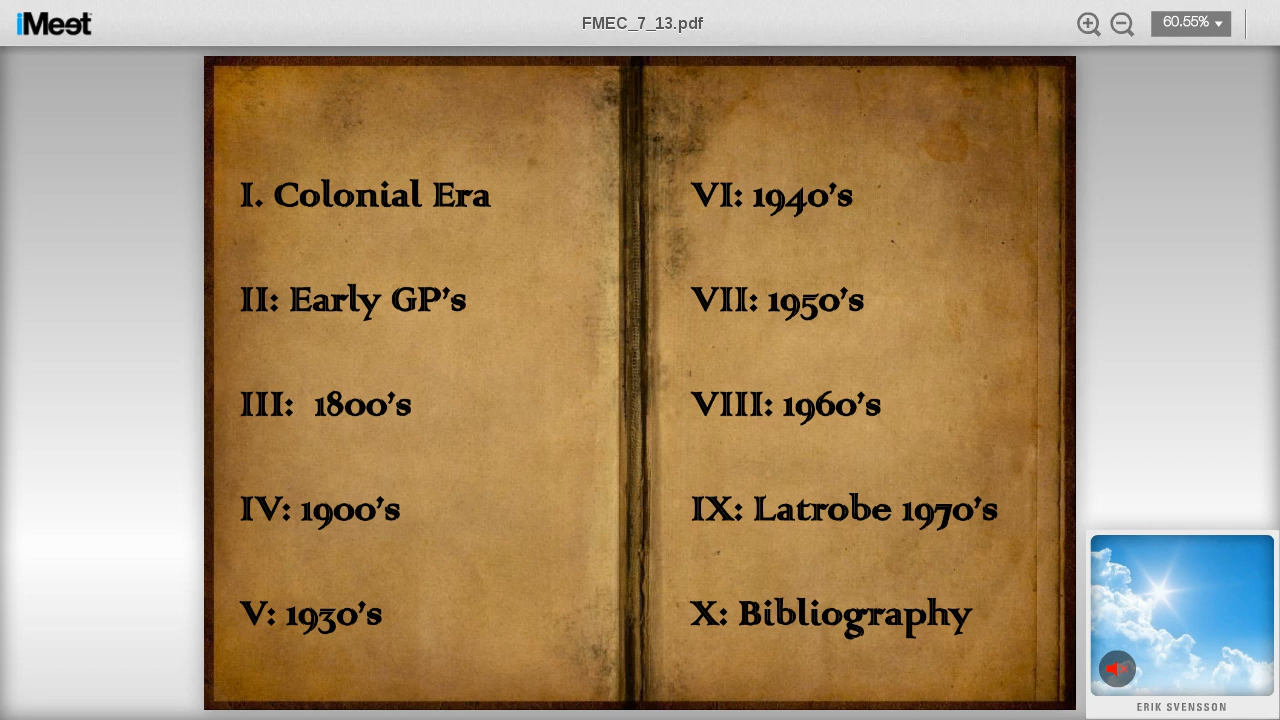 iMeet
FMEC_7_13.pdf
60.55%
I. Colonial Era
II: Early GP's
III: 1800's
IV: 1900's
V: 1930's
VI: 1940's
VII: 1950's
VIII: 1960's
IX: Latrobe 1970's
X: Bibliography
ERIK SVENSSON